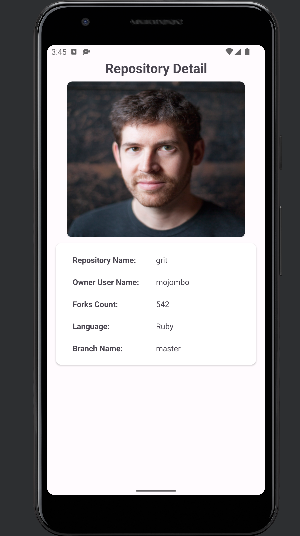 3:45
Repository Detail
Repository Name: grit
Owner User Name: mojombo
Forks Count: 542
Language: Ruby
Branch Name: master